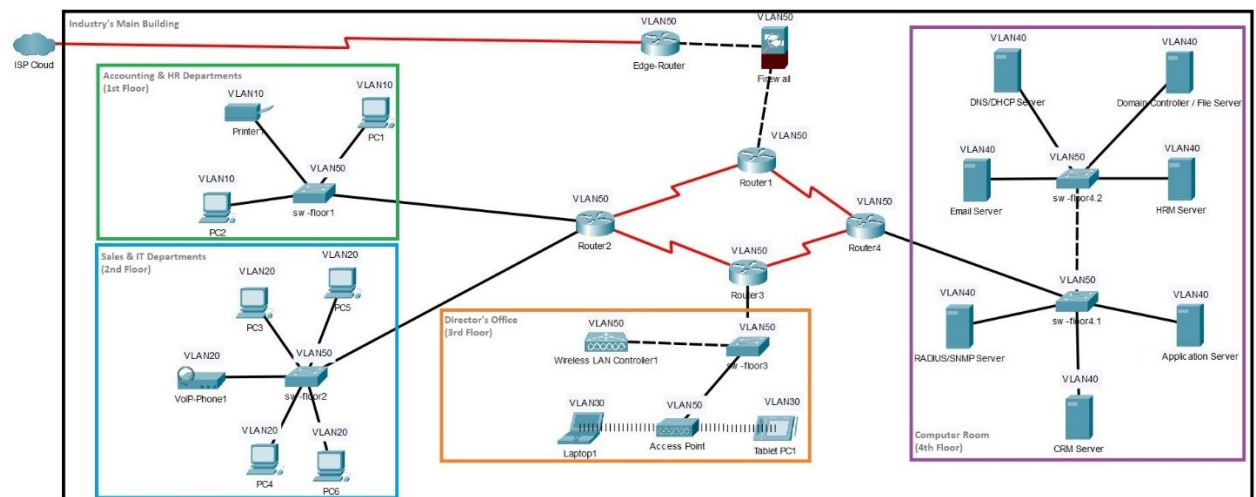 Industry's Main Building
VLAN50
VLAN50
ISP Cloud
Edge-Router
Firewall
Accounting & HR Departments
(1st Floor)
VLAN10
VLAN10
Printer1
PC1
VLAN10
VLAN50
PC2
sw-floor1
VLAN50
Router1
VLAN50
Router2
VLAN50
Router4
VLAN50
Router3
Sales & IT Departments
(2nd Floor)
VLAN20
VLAN20
PC3
PC5
VLAN20
VLAN50
VoIP-Phone1
sw-floor2
VLAN20
VLAN20
PC4
PC6
Director's Office
(3rd Floor)
VLAN50
VLAN50
Wireless LAN Controller1
sw-floor3
VLAN30
VLAN50
VLAN30
Laptop1
Access Point
Tablet PC1
VLAN40
VLAN40
DNS/DHCP Server
Domain Controller / File Server
VLAN40
VLAN50
VLAN40
Email Server
sw-floor4.2
HRM Server
VLAN40
VLAN50
VLAN40
RADIUS/SNMP Server
sw-floor4.1
Application Server
VLAN40
CRM Server
Computer Room
(4th Floor)